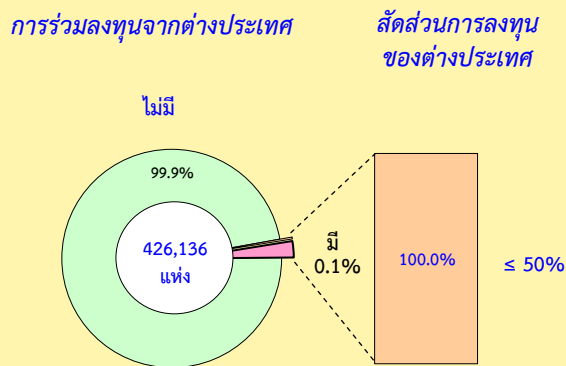 การร่วมลงทุนจากต่างประเทศ
สัดส่วนการลงทุน
ของต่างประเทศ
ไม่มี
99.9%
426,136
แห่ง
มี
0.1%
100.0%
≤ 50%